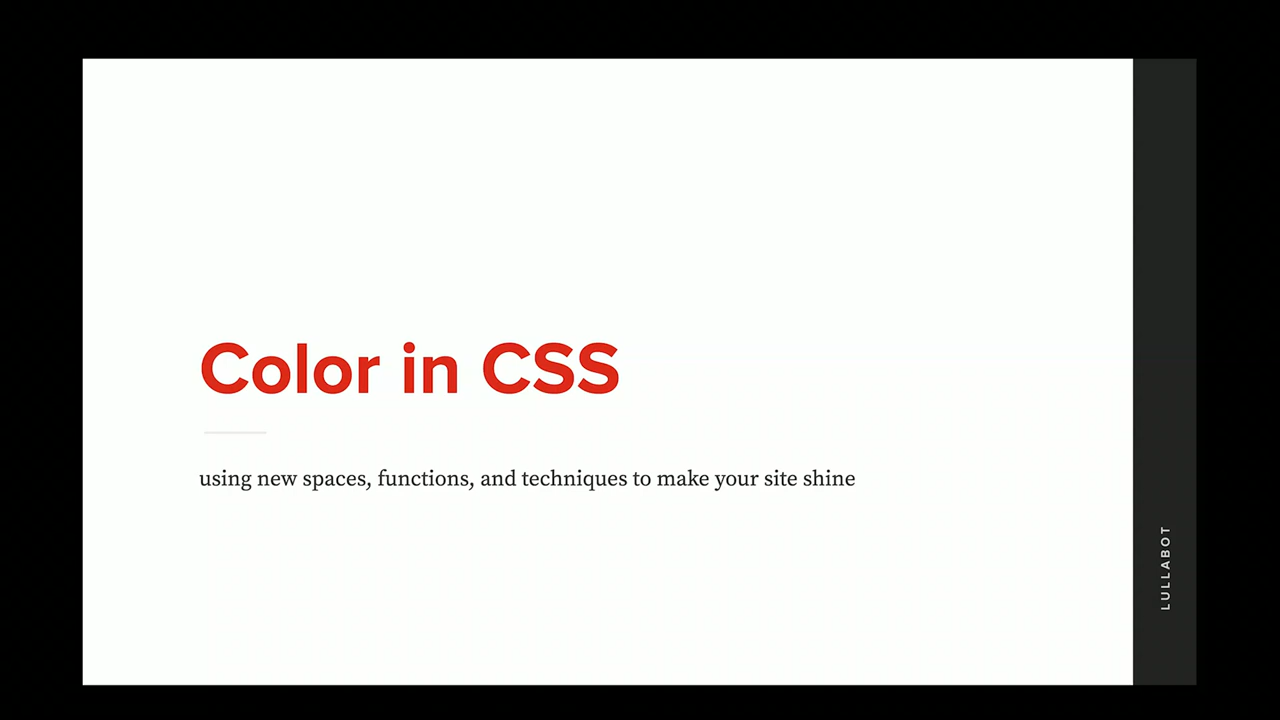 Color in CSS
using new spaces, functions, and techniques to make your site shine
LULLABOT